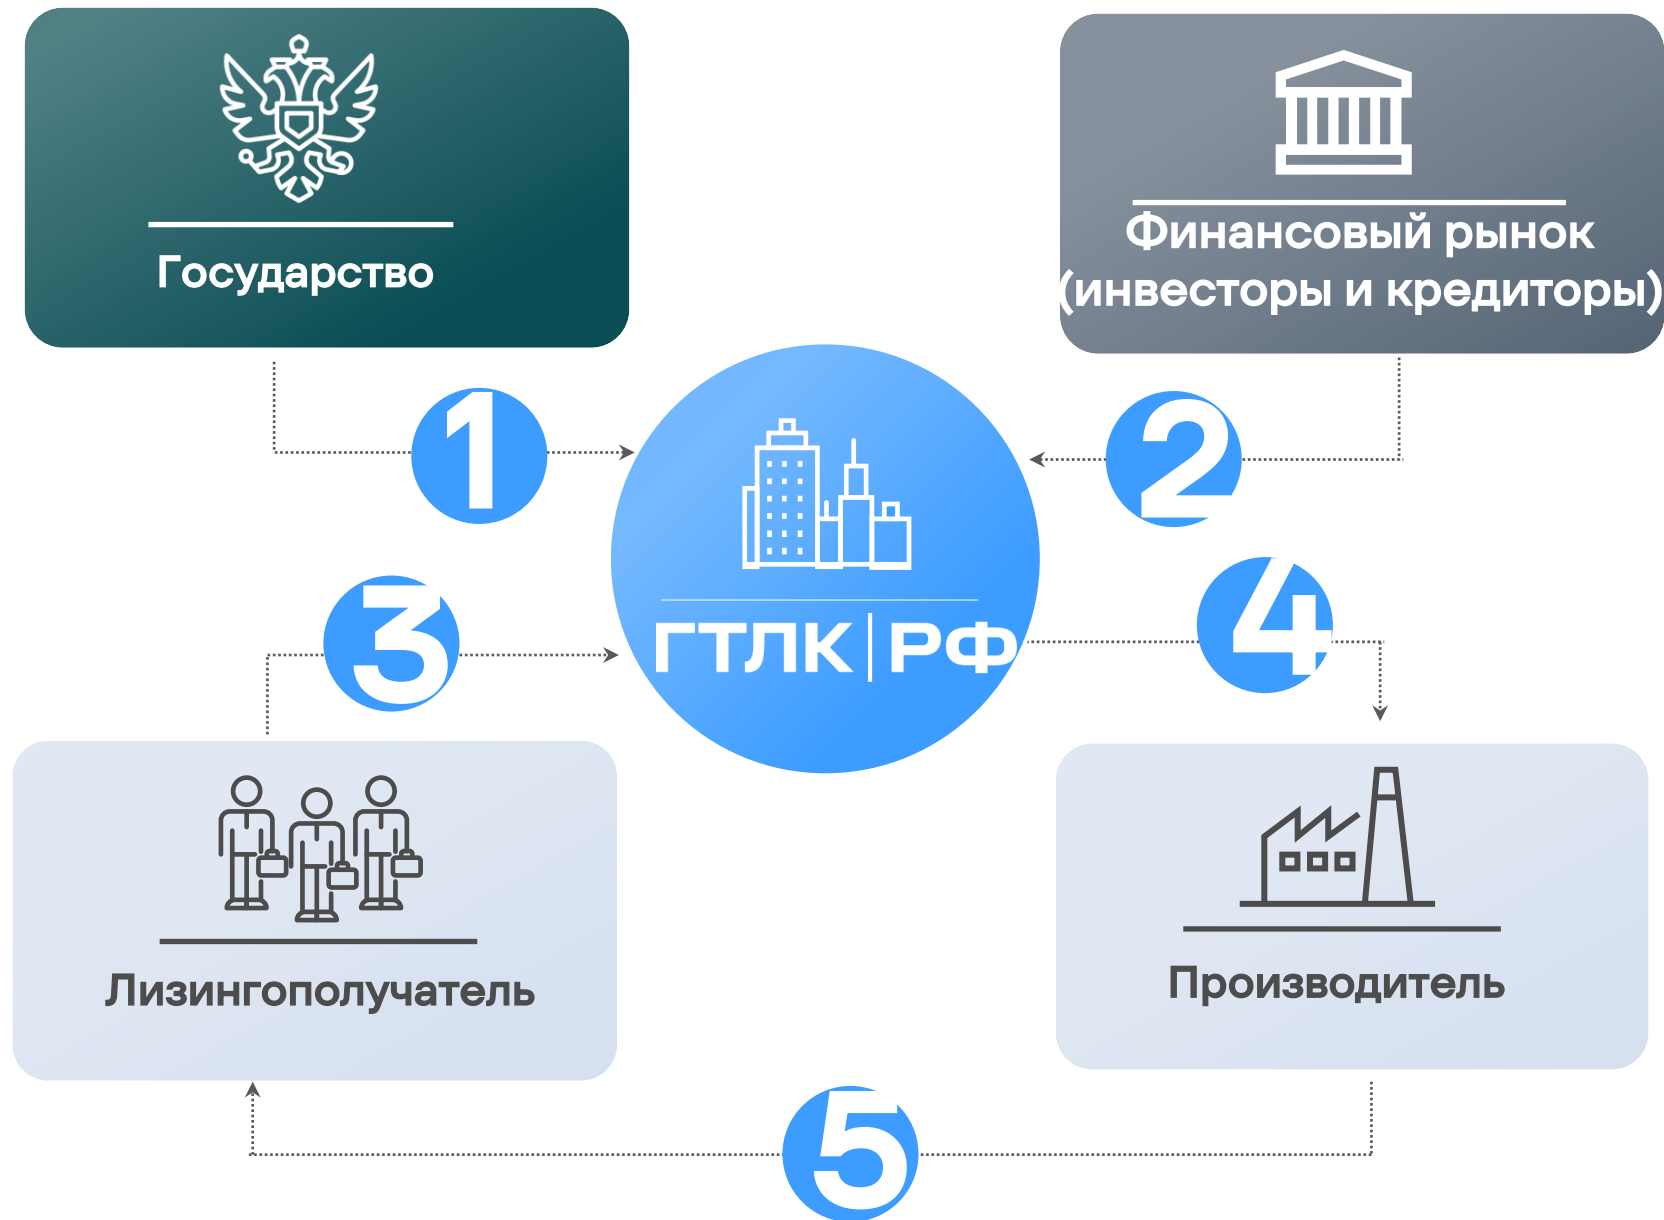 Государство
Финансовый рынок
(инвесторы и кредиторы)
1
2
3
4
ГТЛК|РФ
Лизингополучатель
Производитель
5